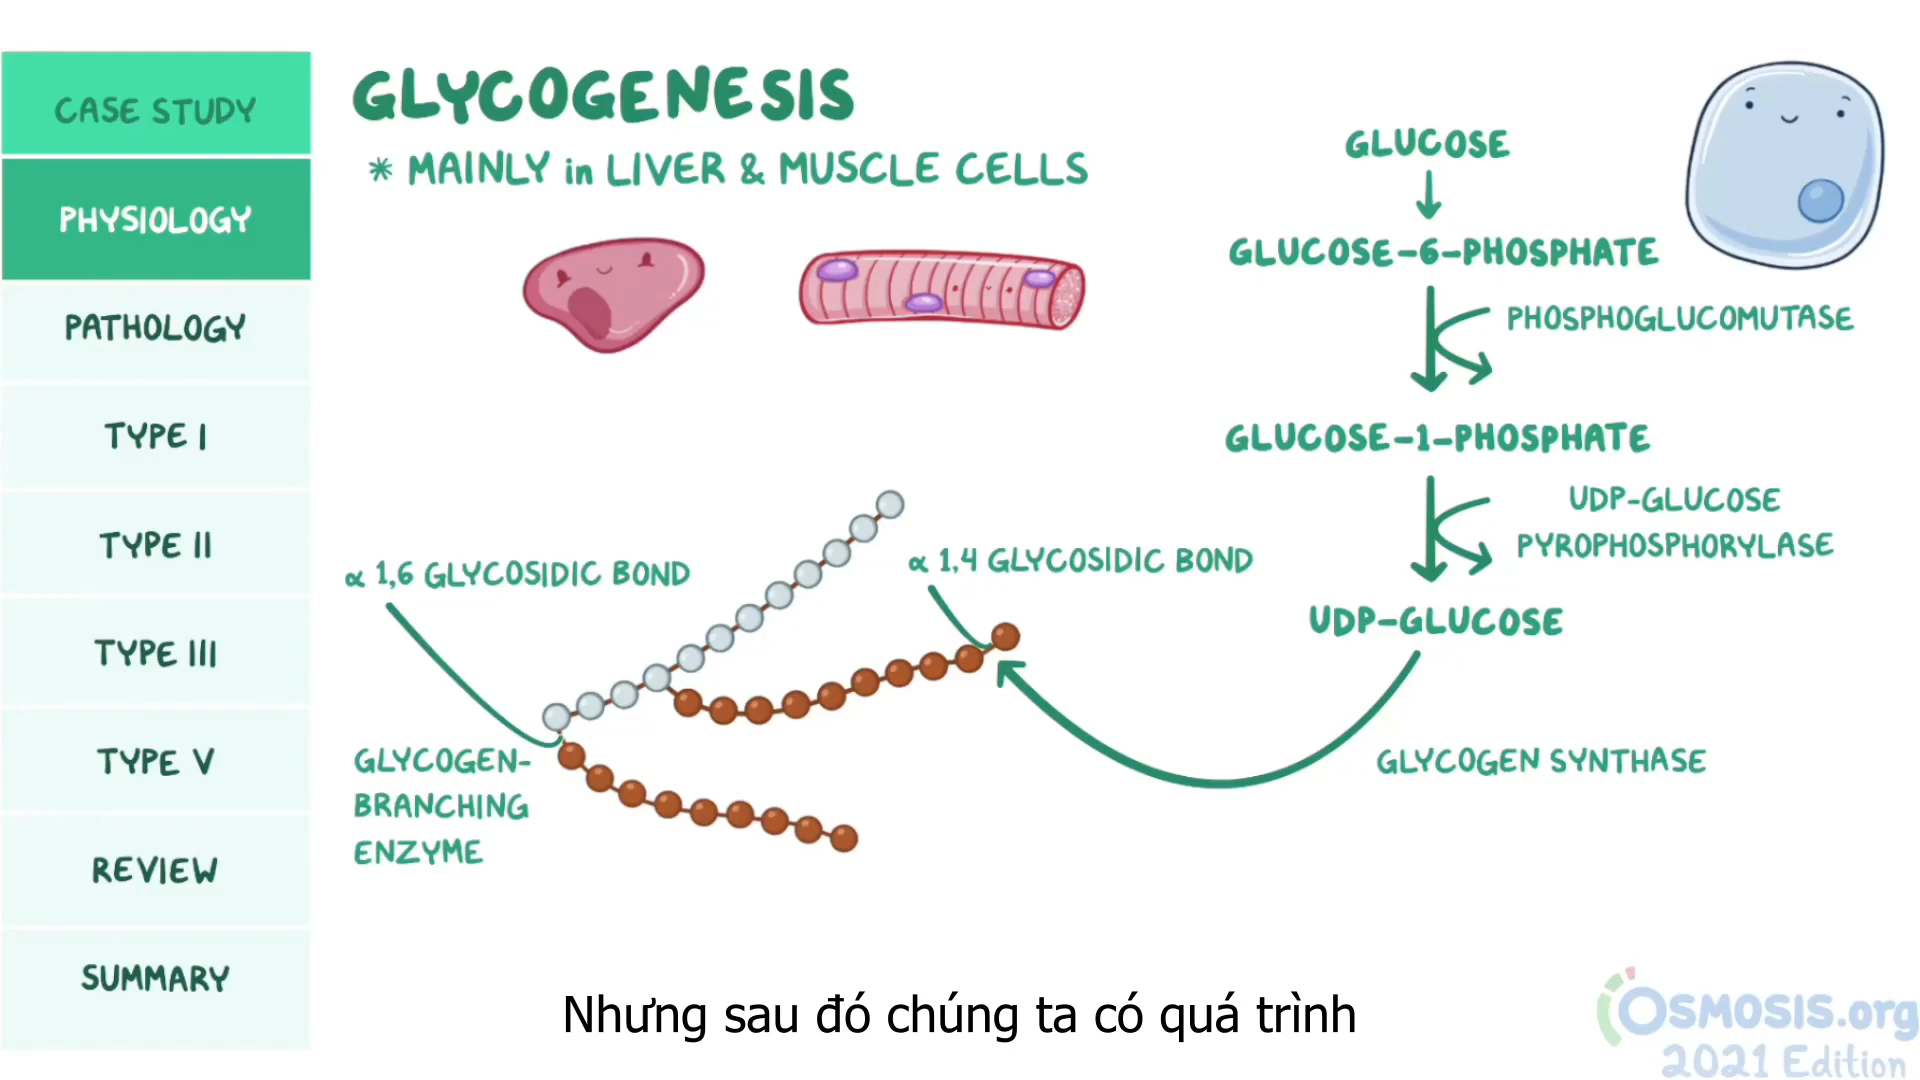 CASE STUDY
PHYSIOLOGY
PATHOLOGY
TYPE I
TYPE II
TYPE III
TYPE V
REVIEW
SUMMARY
GLYCOGENESIS
* MAINLY in LIVER & MUSCLE CELLS
GLUCOSE
GLUCOSE-6-PHOSPHATE
PHOSPHOGLUCOMUTASE
GLUCOSE-1-PHOSPHATE
UDP-GLUCOSE
PYROPHOSPHORYLASE
UDP-GLUCOSE
GLYCOGEN SYNTHASE
α 1,4 GLYCOSIDIC BOND
α 1,6 GLYCOSIDIC BOND
GLYCOGEN-
BRANCHING
ENZYME
Nhưng sau đó chúng ta có quá trình
OSMOSIS.org
2021 Edition